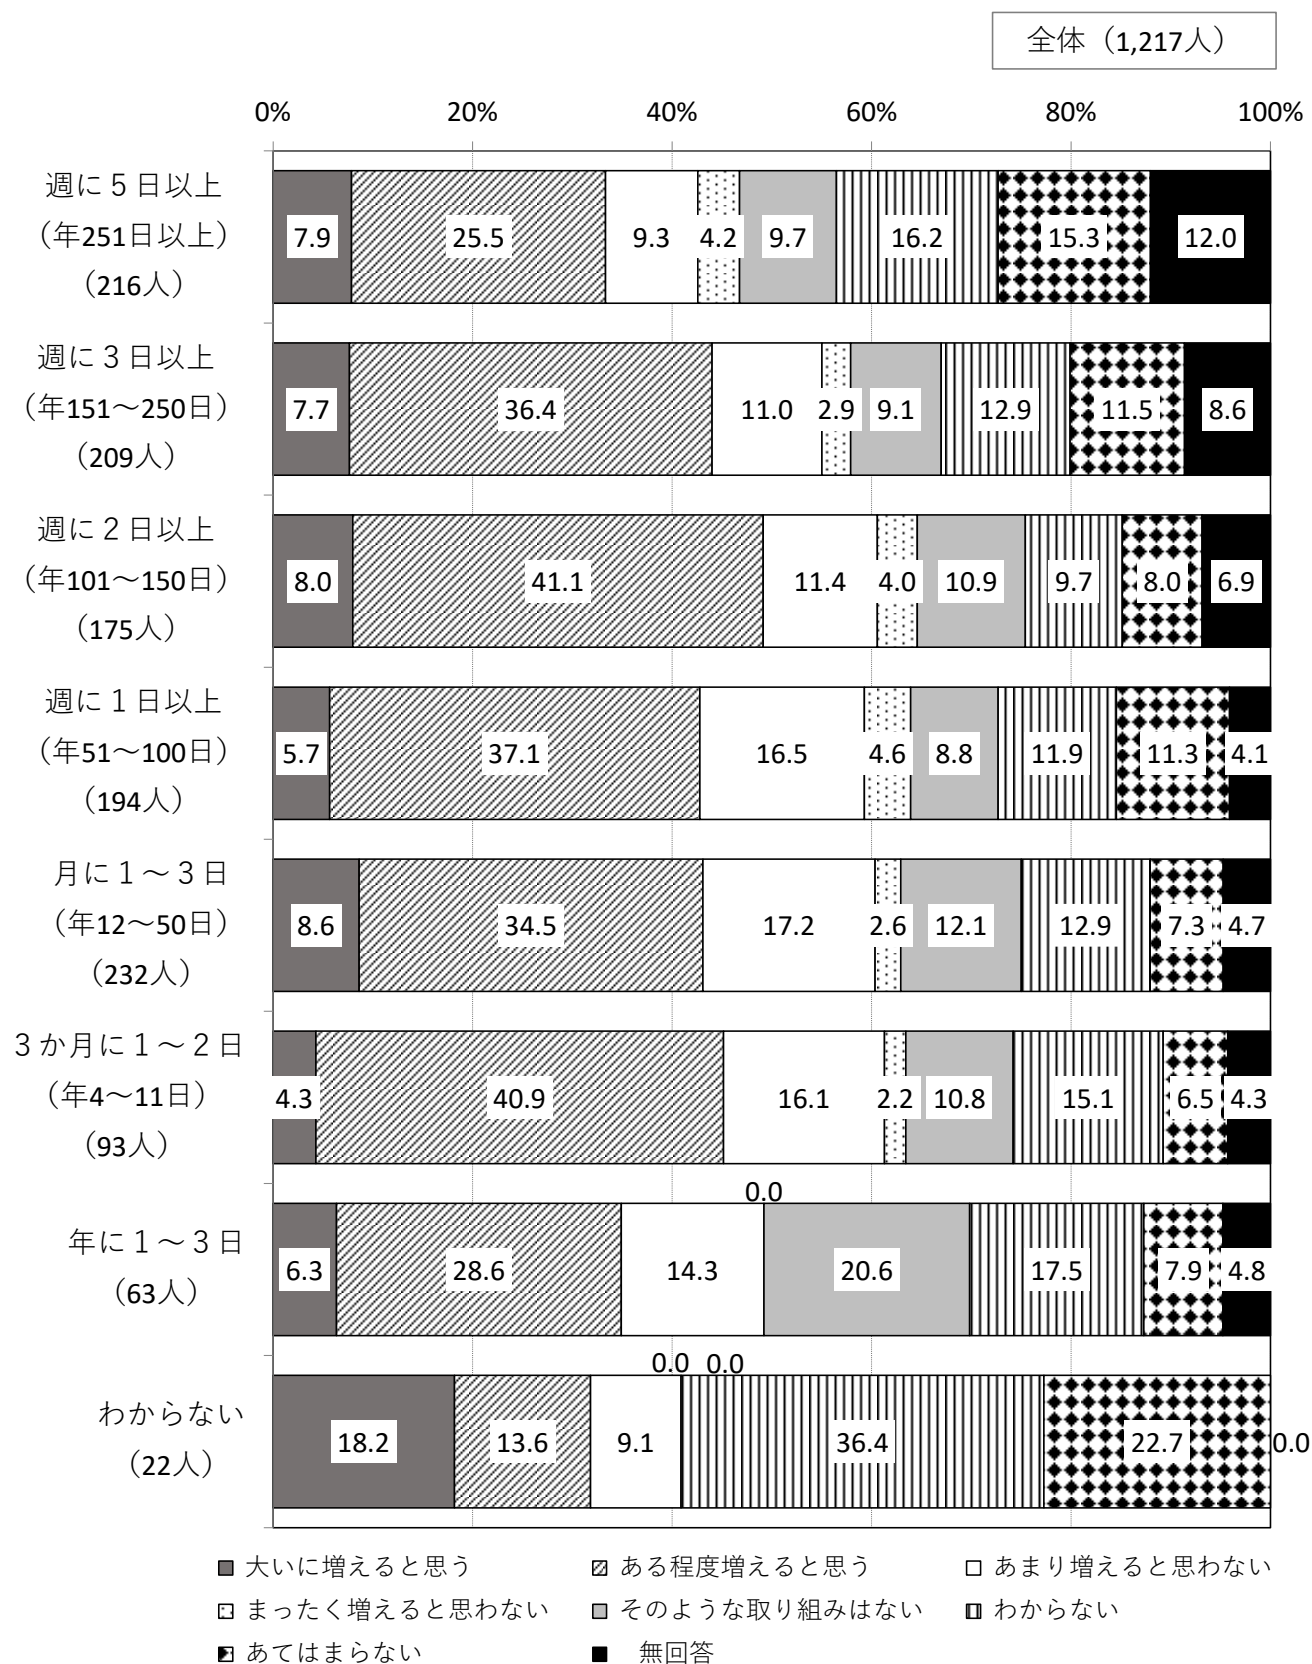 全体（1,217人）
0% 20% 40% 60% 80% 100%
週に５日以上
（年251日以上）
（216人）
7.9 25.5 9.3 4.2 9.7 16.2 15.3 12.0
週に３日以上
（年151～250日）
（209人）
7.7 36.4 11.0 2.9 9.1 12.9 11.5 8.6
週に２日以上
（年101～150日）
（175人）
8.0 41.1 11.4 4.0 10.9 9.7 8.0 6.9
週に１日以上
（年51～100日）
（194人）
5.7 37.1 16.5 4.6 8.8 11.9 11.3 4.1
月に１～３日
（年12～50日）
（232人）
8.6 34.5 17.2 2.6 12.1 12.9 7.3 4.7
３か月に１～２日
（年4～11日）
（93人）
4.3 40.9 16.1 2.2 10.8 15.1 6.5 4.3
0.0
年に１～３日
（63人）
6.3 28.6 14.3 20.6 17.5 7.9 4.8
0.0 0.0
わからない
（22人）
18.2 13.6 9.1 36.4 22.7 0.0
大いに増えると思う ある程度増えると思う あまり増えると思わない
まったく増えると思わない そのような取り組みはない わからない
あてはまらない 無回答